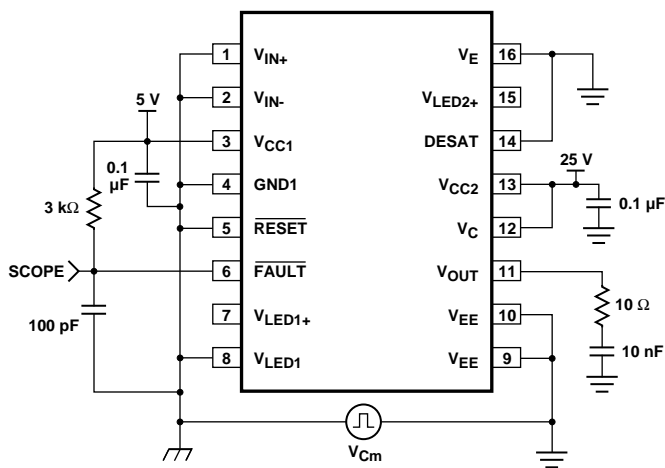 1 V_IN+
2 V_IN-
3 V_CC1
4 GND1
5 RESET
6 FAULT
7 V_LED1+
8 V_LED1
V_E 16
V_LED2+ 15
DESAT 14
V_CC2 13
V_C 12
V_OUT 11
V_EE 10
V_EE 9
5 V
0.1
µF
3 kΩ
SCOPE
100 pF
25 V
0.1 µF
10 Ω
10 nF
V_Cm